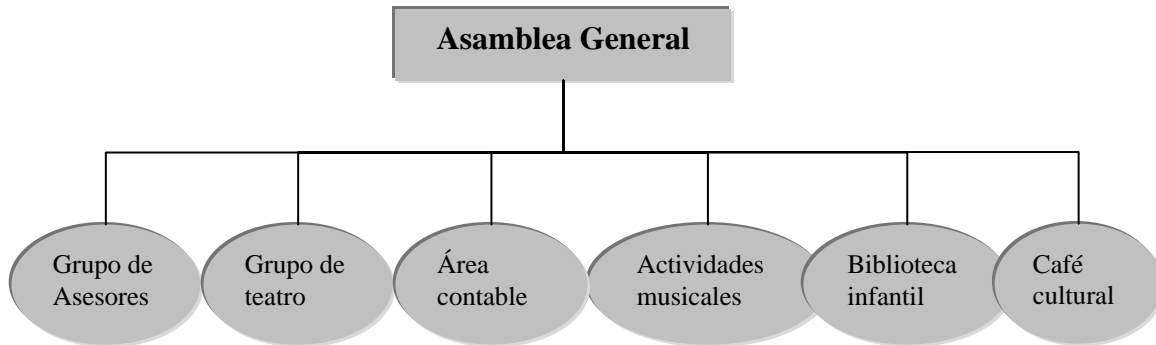 Asamblea General
Grupo de
Asesores
Grupo de
teatro
Área
contable
Actividades
musicales
Biblioteca
infantil
Café
cultural